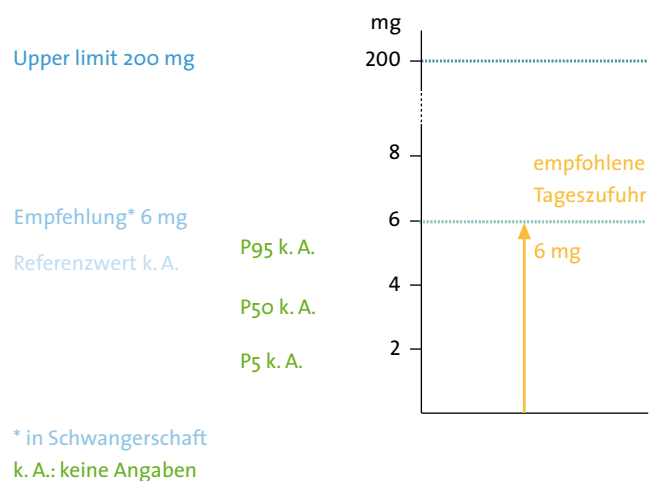 mg
Upper limit 200 mg
200
8
empfohlene
Tageszufuhr
Empfehlung* 6 mg
6
P95 k. A.
6 mg
Referenzwert k. A.
4
P50 k. A.
2
P5 k. A.
* in Schwangerschaft
k. A.: keine Angaben